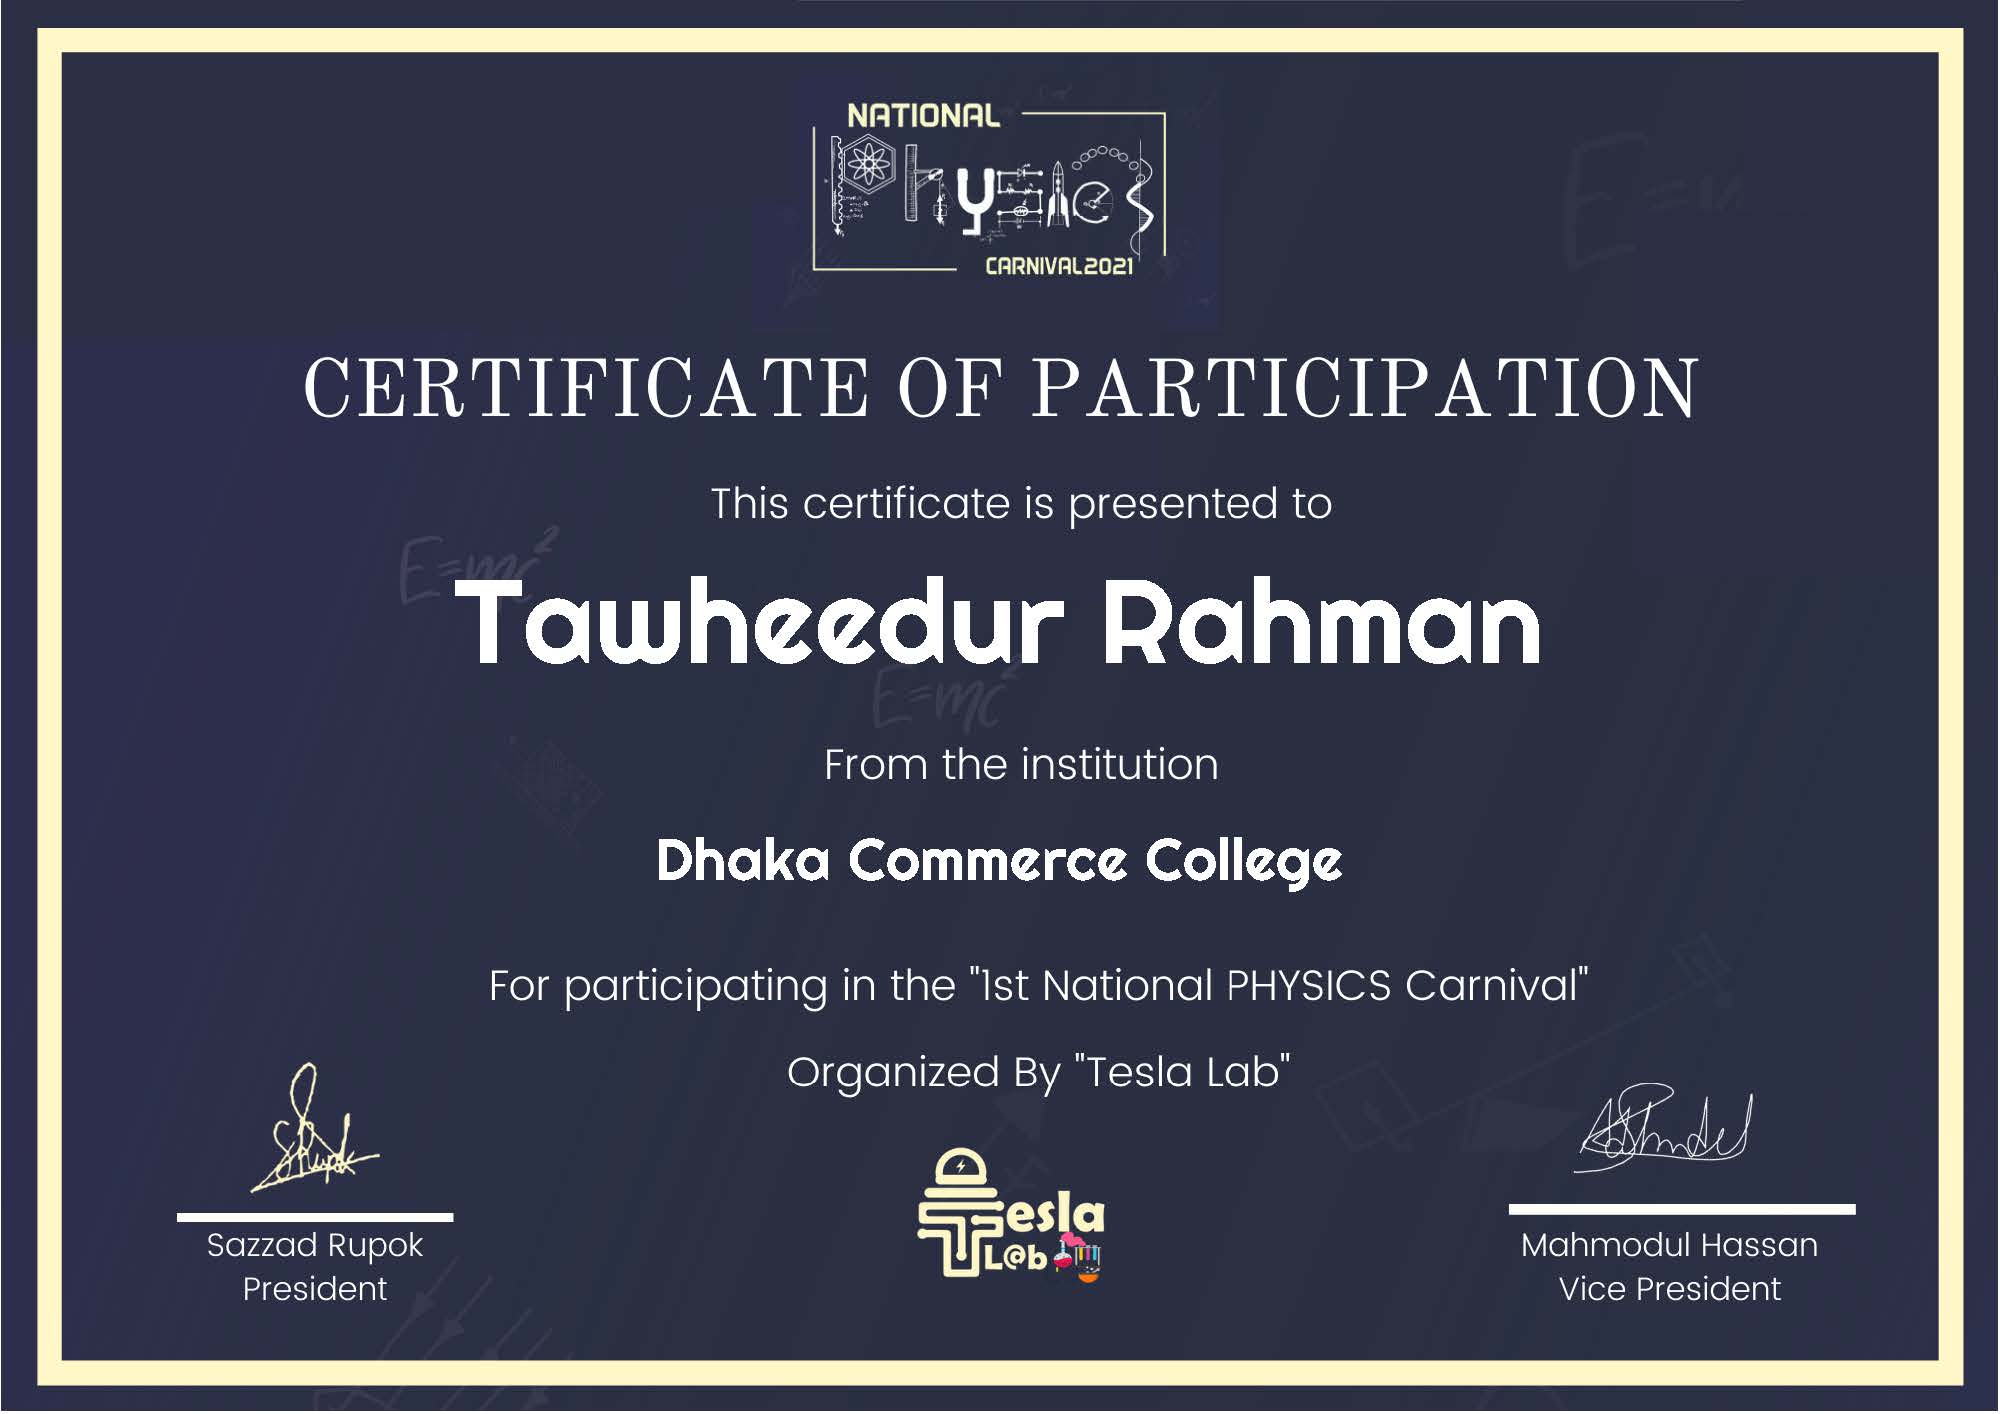 NATIONAL
Physics
CARNIVAL2021
CERTIFICATE OF PARTICIPATION
This certificate is presented to
E=mc²
Tawheedur Rahman
E=mc²
From the institution
Dhaka Commerce College
For participating in the "1st National PHYSICS Carnival"
Organized By "Tesla Lab"
Tesla
L@b
Sazzad Rupok
President
Mahmodul Hassan
Vice President